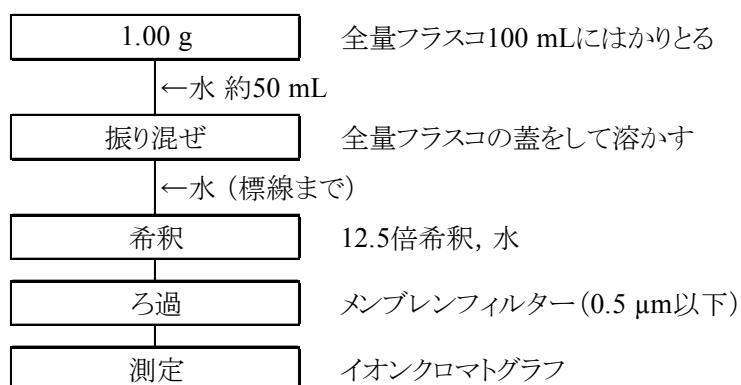 1.00 g 全量フラスコ100 mLにはかりとる
←水 約50 mL
振り混ぜ 全量フラスコの蓋をして溶かす
←水（標線まで）
希釈 12.5倍希釈, 水
ろ過 メンブレンフィルター（0.5 µm以下）
測定 イオンクロマトグラフ